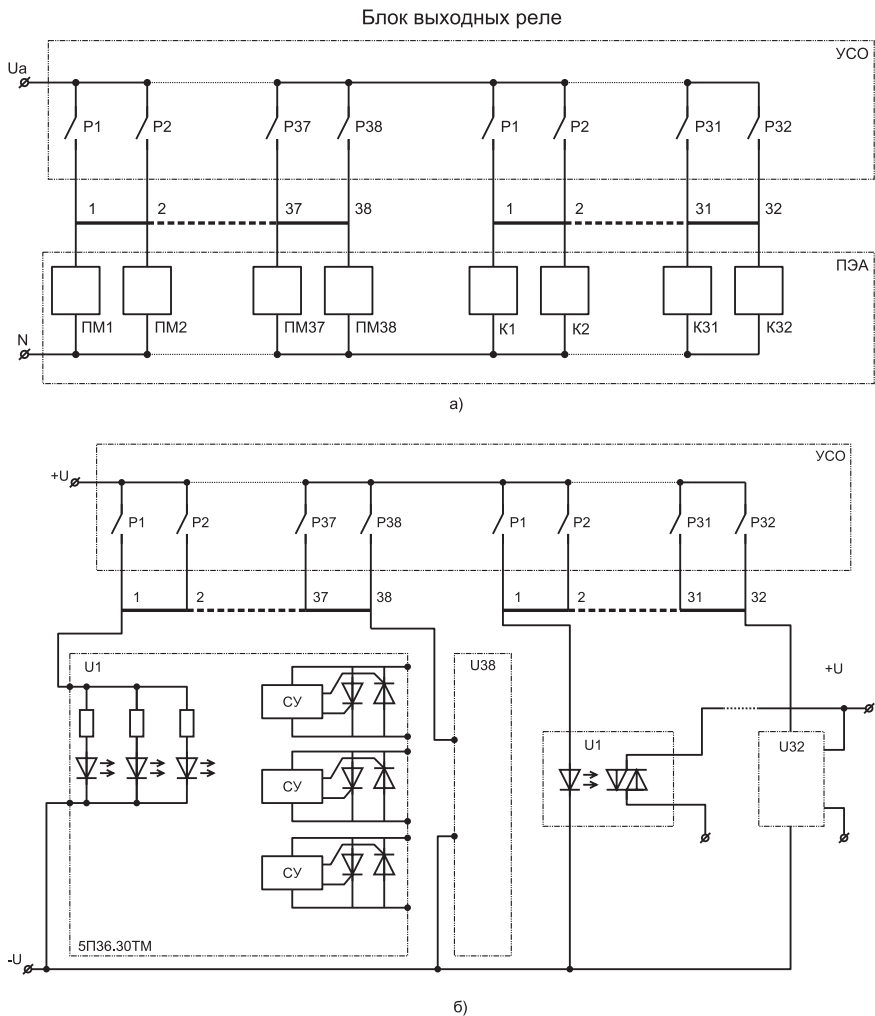 Блок выходных реле
УСО
Ua
P1 P2 P37 P38 P1 P2 P31 P32
1 2 37 38 1 2 31 32
ПЭА
ПМ1 ПМ2 ПМ37 ПМ38 К1 К2 К31 К32
N
а)
УСО
+U
P1 P2 P37 P38 P1 P2 P31 P32
1 2 37 38 1 2 31 32
U1 U38 +U
СУ
U1 U32
СУ
СУ
5П36.30ТМ
-U
б)